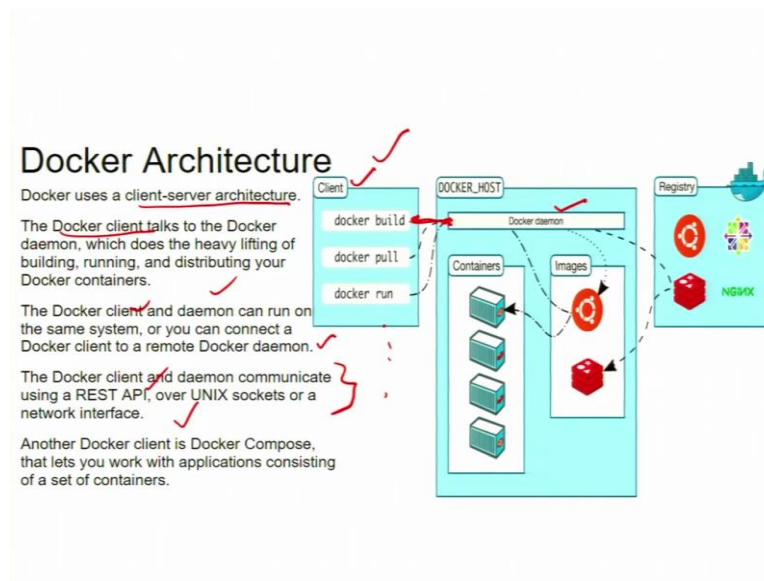 Docker Architecture
Docker uses a client-server architecture.
The Docker client talks to the Docker
daemon, which does the heavy lifting of
building, running, and distributing your
Docker containers.
The Docker client and daemon can run on
the same system, or you can connect a
Docker client to a remote Docker daemon.
The Docker client and daemon communicate
using a REST API, over UNIX sockets or a
network interface.
Another Docker client is Docker Compose,
that lets you work with applications consisting
of a set of containers.
Client
docker build
docker pull
docker run
DOCKER_HOST
Docker daemon
Containers
Images
Registry
NGINX